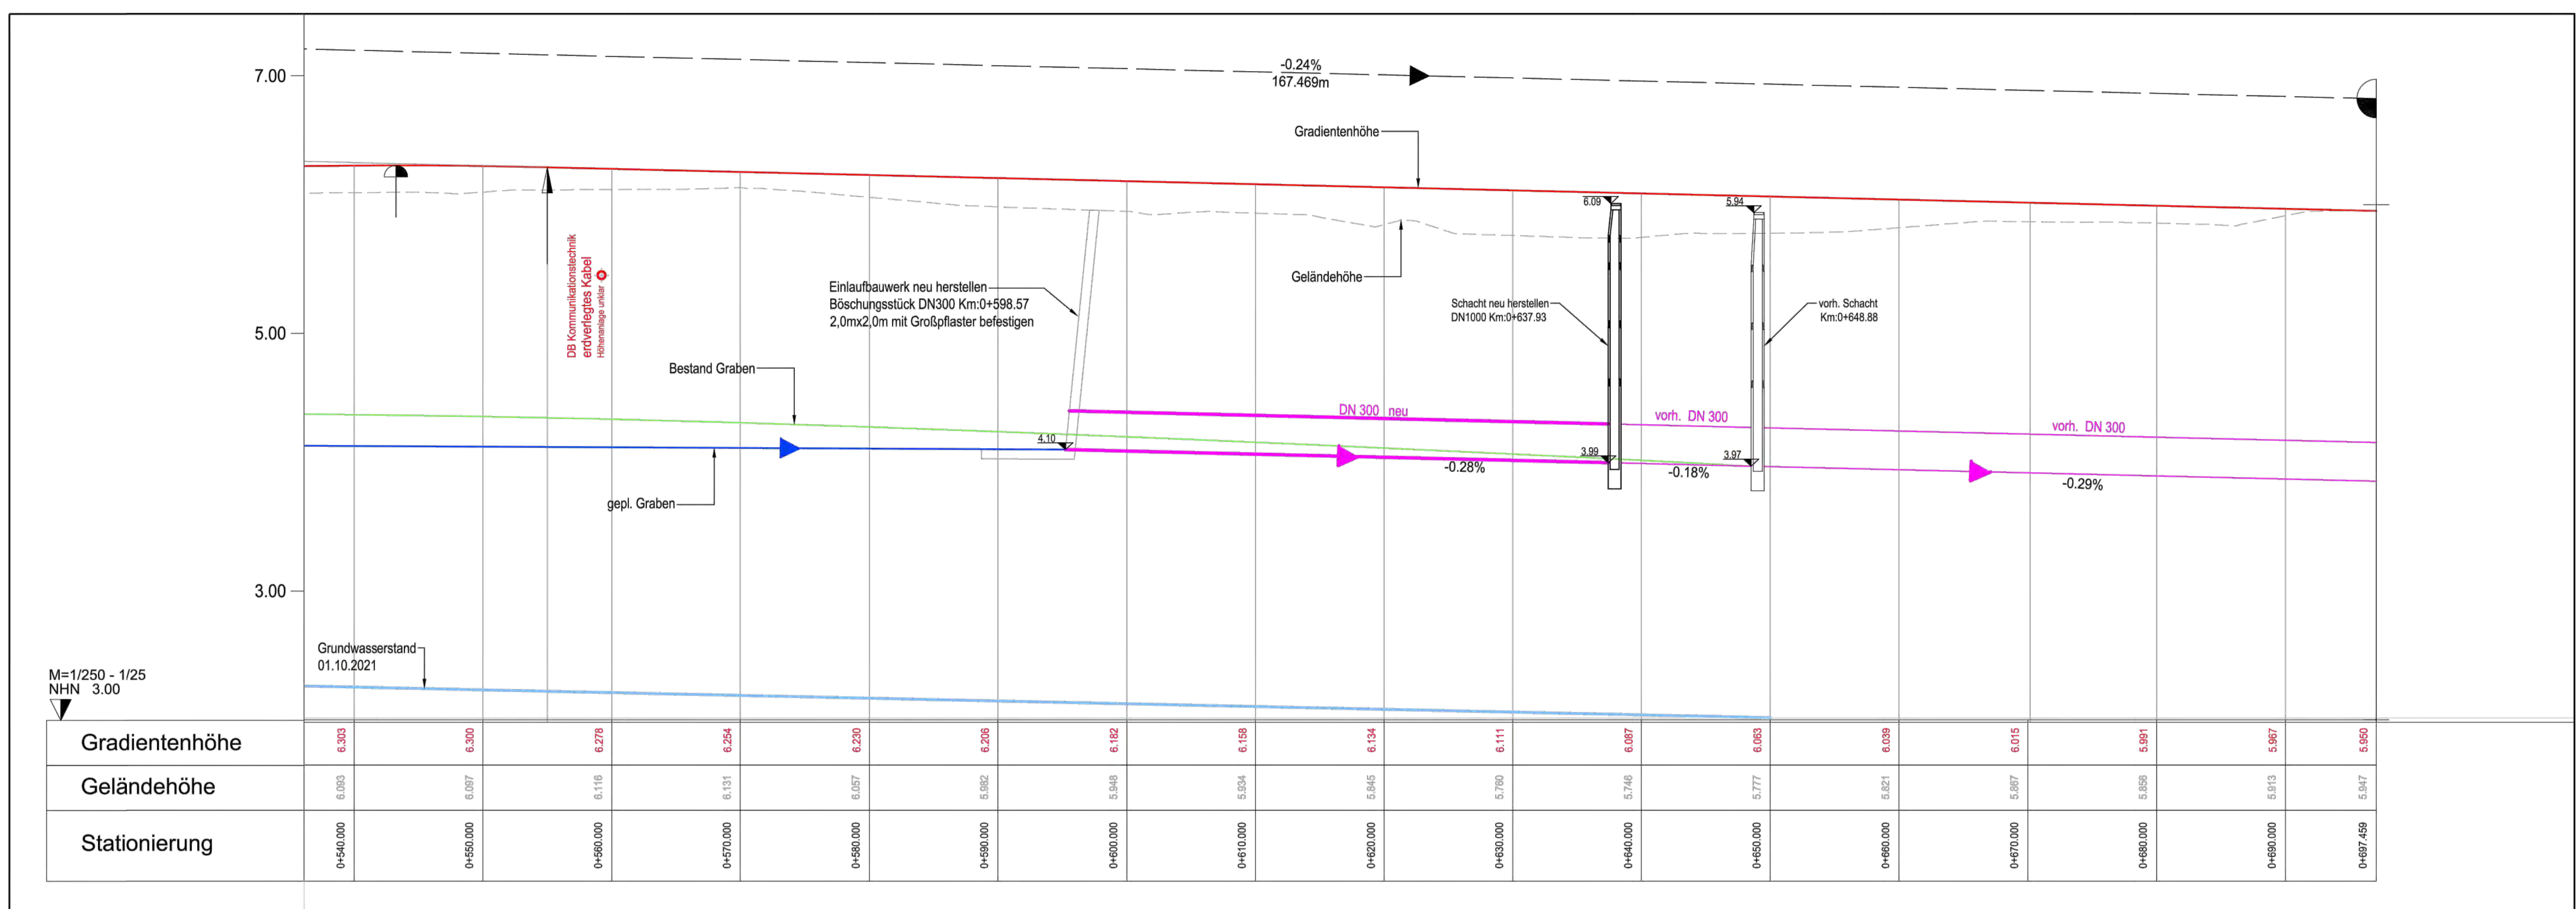 -0.24%
167.469m
7.00
Gradientenhöhe
6.09
5.94
DB Kommunikationstechnik
erdverlegtes Kabel
Höhenanlage unklar
Geländehöhe
Einlaufbauwerk neu herstellen
Böschungsstück DN300 Km:0+598.57
2,0mx2,0m mit Großpflaster befestigen
Schacht neu herstellen
DN1000 Km:0+637.93
vorh. Schacht
Km:0+648.88
5.00
Bestand Graben
DN 300 neu
vorh. DN 300
vorh. DN 300
4.10
3.99
3.97
-0.28%
-0.18%
-0.29%
gepl. Graben
3.00
Grundwasserstand
01.10.2021
M=1/250 - 1/25
NHN 3.00
Gradientenhöhe 6.303 6.300 6.278 6.254 6.230 6.206 6.182 6.158 6.134 6.111 6.087 6.063 6.039 6.015 5.991 5.967 5.950
Geländehöhe 6.093 6.097 6.116 6.131 6.057 5.982 5.948 5.934 5.845 5.760 5.746 5.777 5.821 5.867 5.856 5.913 5.947
Stationierung 0+540.000 0+550.000 0+560.000 0+570.000 0+580.000 0+590.000 0+600.000 0+610.000 0+620.000 0+630.000 0+640.000 0+650.000 0+660.000 0+670.000 0+680.000 0+690.000 0+697.459